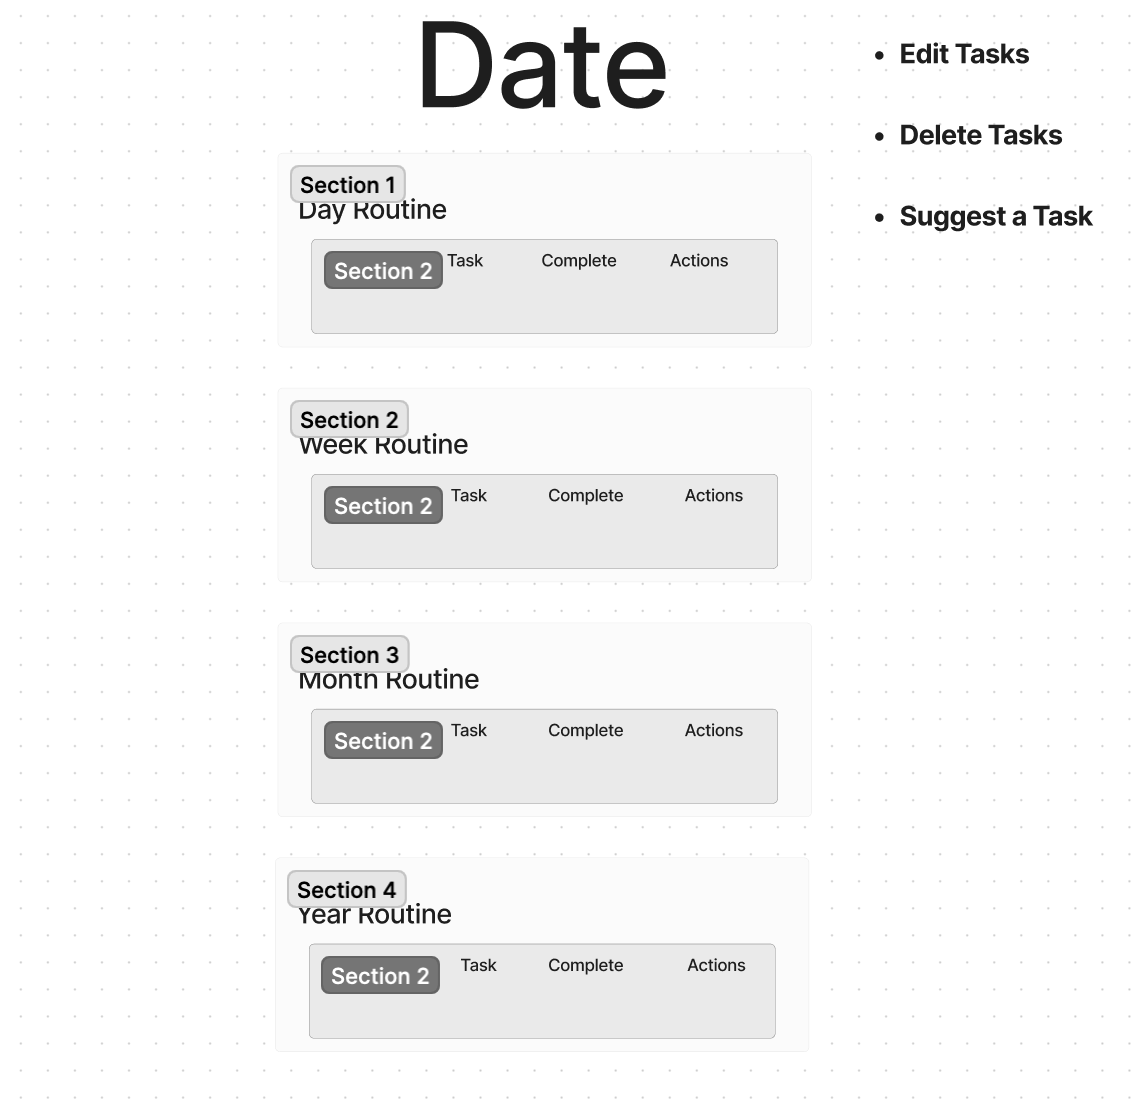 Date
Edit Tasks
Delete Tasks
Suggest a Task
Section 1
Day Routine
Section 2 Task Complete Actions
Section 2
Week Routine
Section 2 Task Complete Actions
Section 3
Month Routine
Section 2 Task Complete Actions
Section 4
Year Routine
Section 2 Task Complete Actions